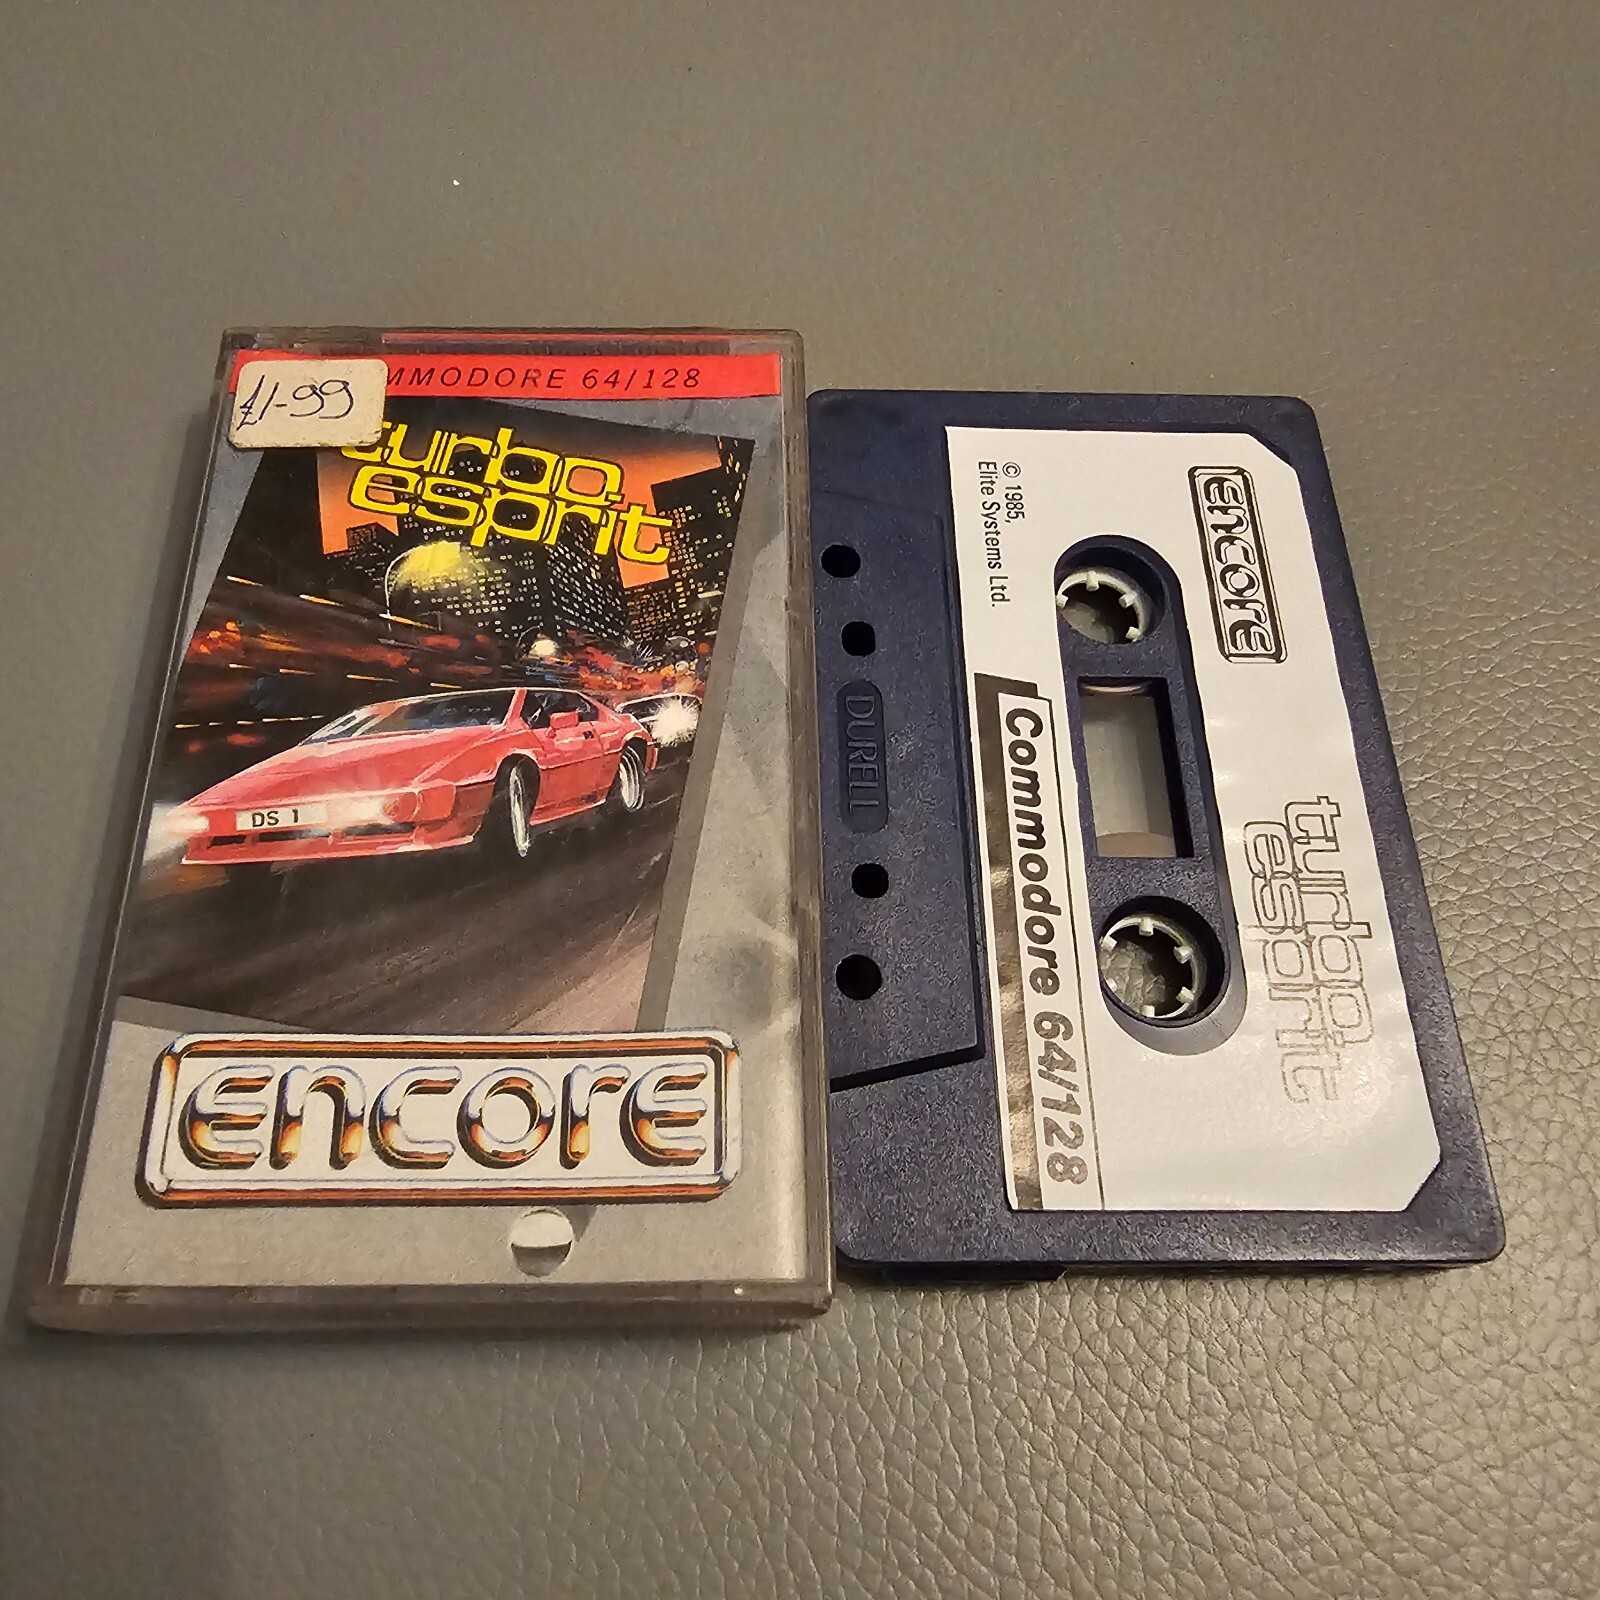 £1-99
MMODORE 64/128
turbo
esprit
DS 1
encore
DURELL
© 1985,
Elite Systems Ltd.
encore
Commodore 64/128
turbo
esprit